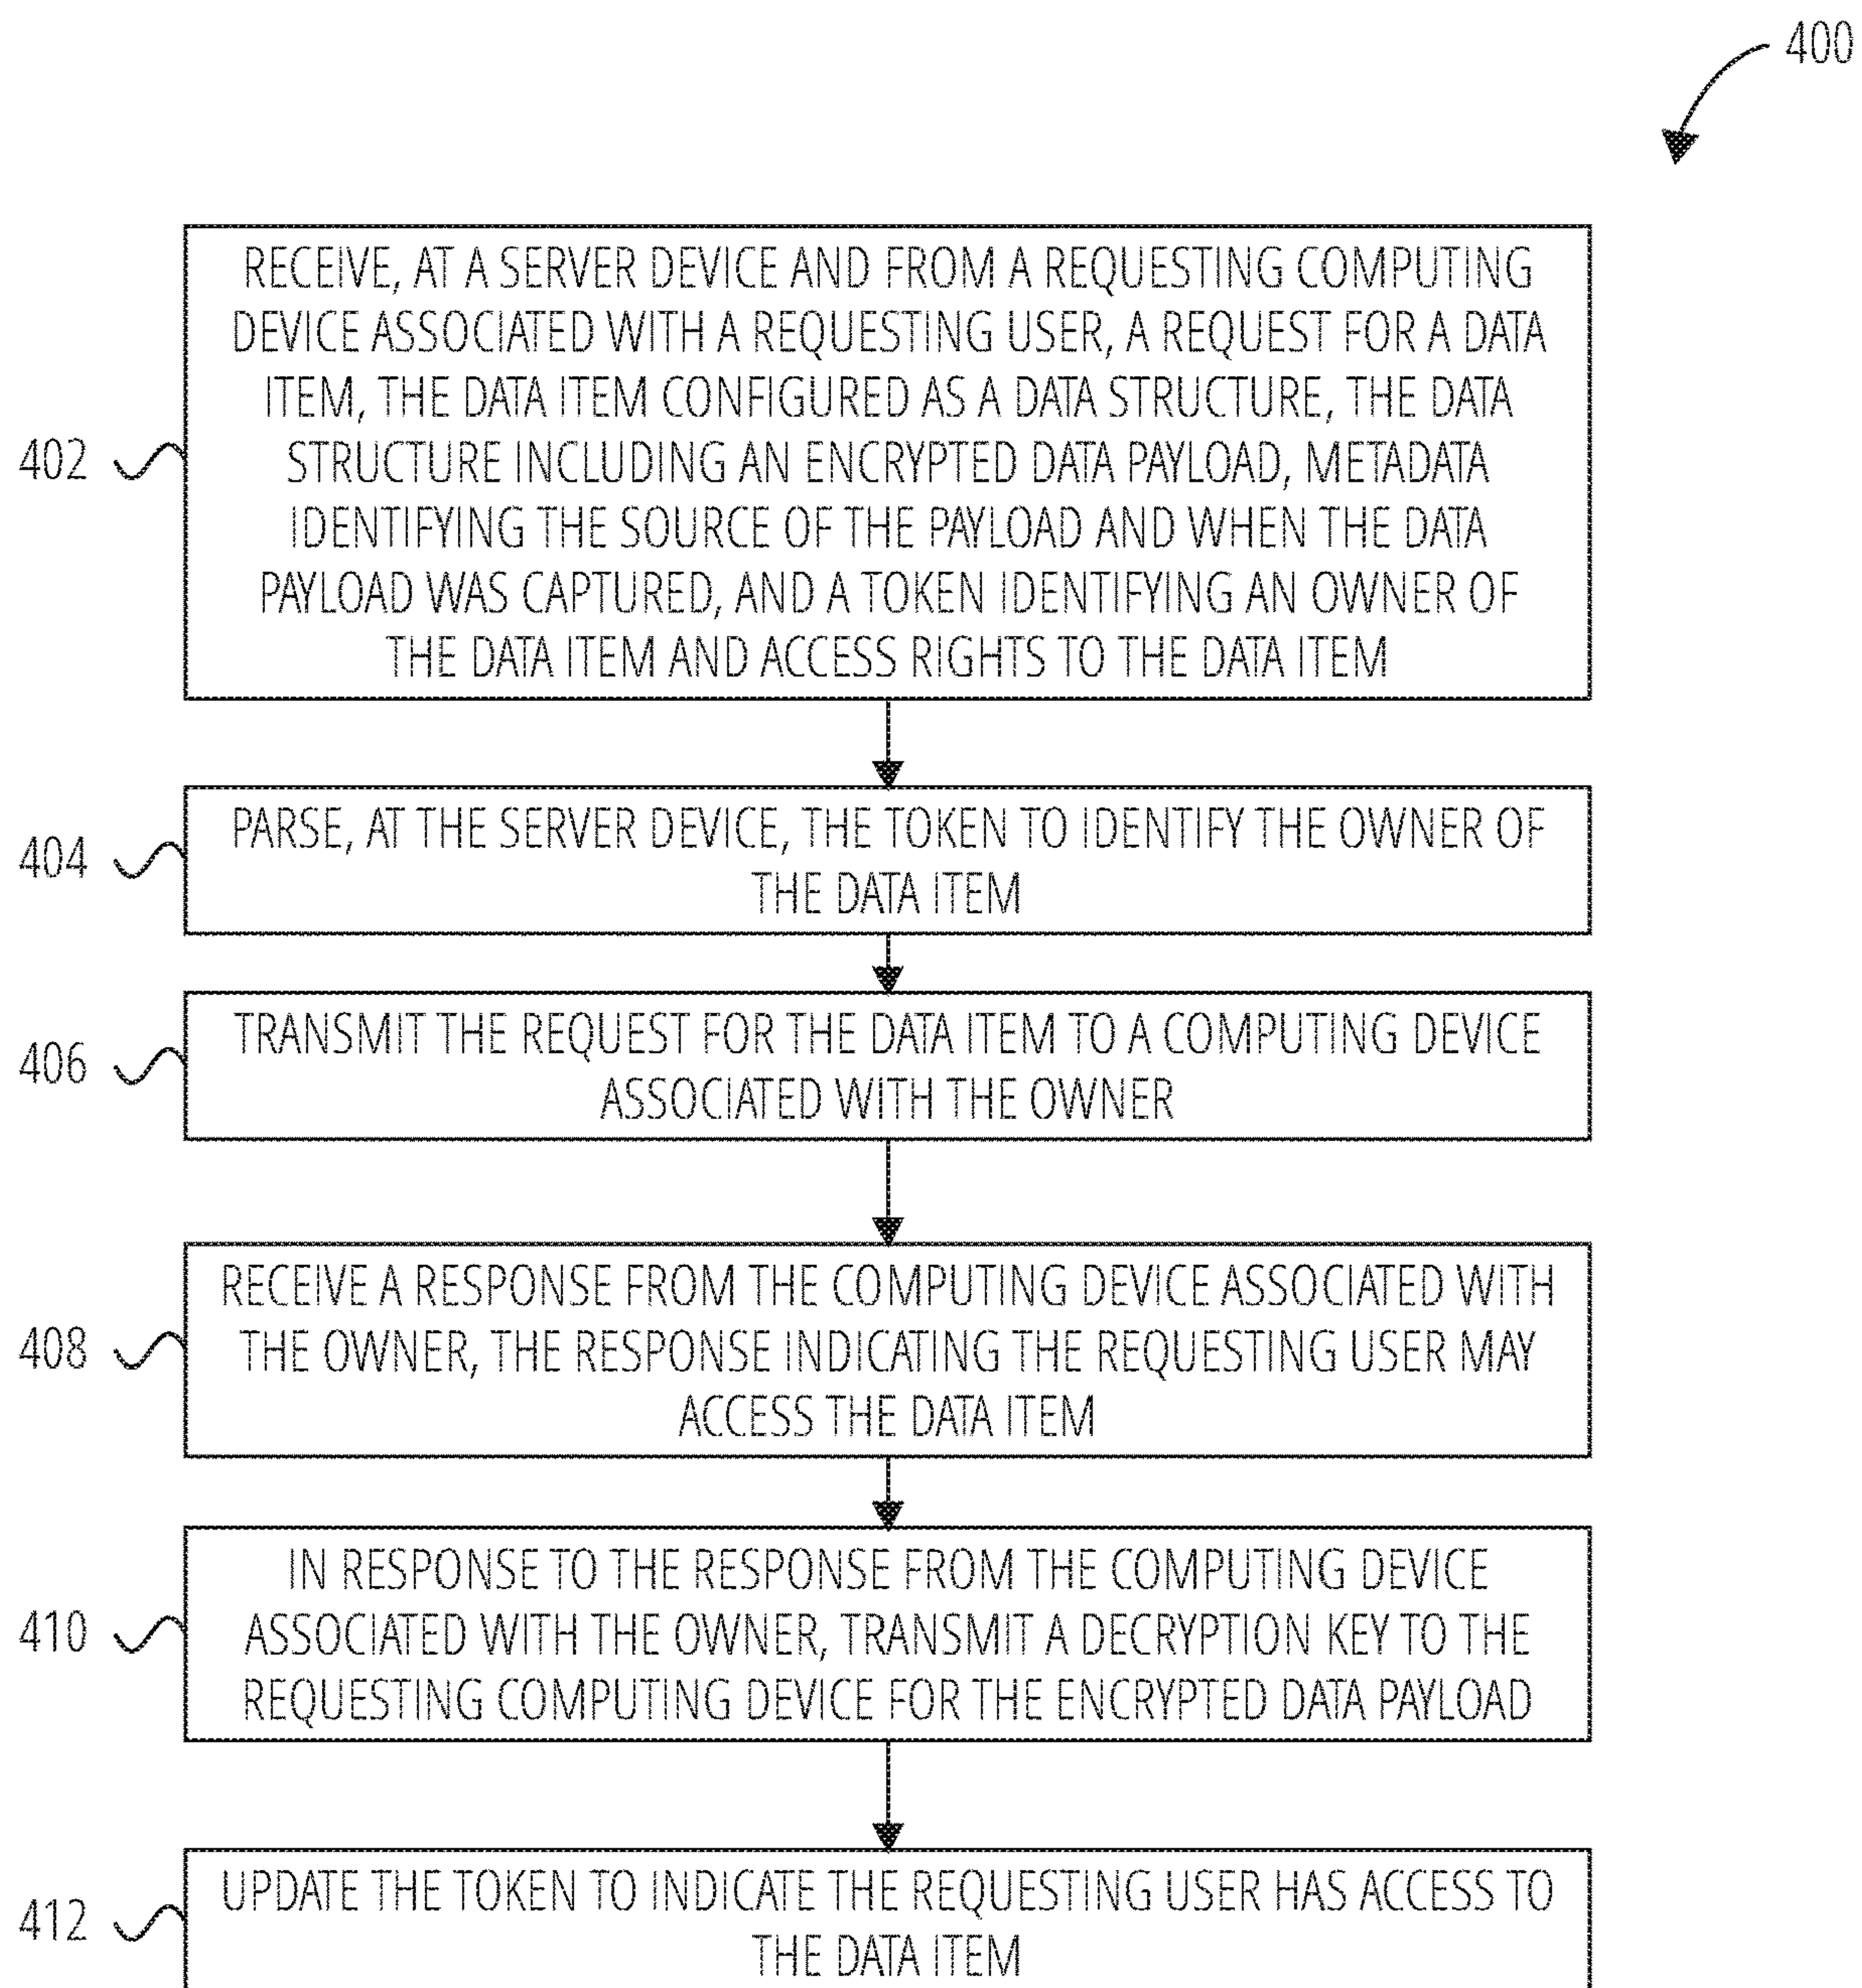 400
RECEIVE, AT A SERVER DEVICE AND FROM A REQUESTING COMPUTING
DEVICE ASSOCIATED WITH A REQUESTING USER, A REQUEST FOR A DATA
ITEM, THE DATA ITEM CONFIGURED AS A DATA STRUCTURE, THE DATA
STRUCTURE INCLUDING AN ENCRYPTED DATA PAYLOAD, METADATA
IDENTIFYING THE SOURCE OF THE PAYLOAD AND WHEN THE DATA
PAYLOAD WAS CAPTURED, AND A TOKEN IDENTIFYING AN OWNER OF
THE DATA ITEM AND ACCESS RIGHTS TO THE DATA ITEM
402
PARSE, AT THE SERVER DEVICE, THE TOKEN TO IDENTIFY THE OWNER OF
THE DATA ITEM
404
TRANSMIT THE REQUEST FOR THE DATA ITEM TO A COMPUTING DEVICE
ASSOCIATED WITH THE OWNER
406
RECEIVE A RESPONSE FROM THE COMPUTING DEVICE ASSOCIATED WITH
THE OWNER, THE RESPONSE INDICATING THE REQUESTING USER MAY
ACCESS THE DATA ITEM
408
IN RESPONSE TO THE RESPONSE FROM THE COMPUTING DEVICE
ASSOCIATED WITH THE OWNER, TRANSMIT A DECRYPTION KEY TO THE
REQUESTING COMPUTING DEVICE FOR THE ENCRYPTED DATA PAYLOAD
410
UPDATE THE TOKEN TO INDICATE THE REQUESTING USER HAS ACCESS TO
THE DATA ITEM
412